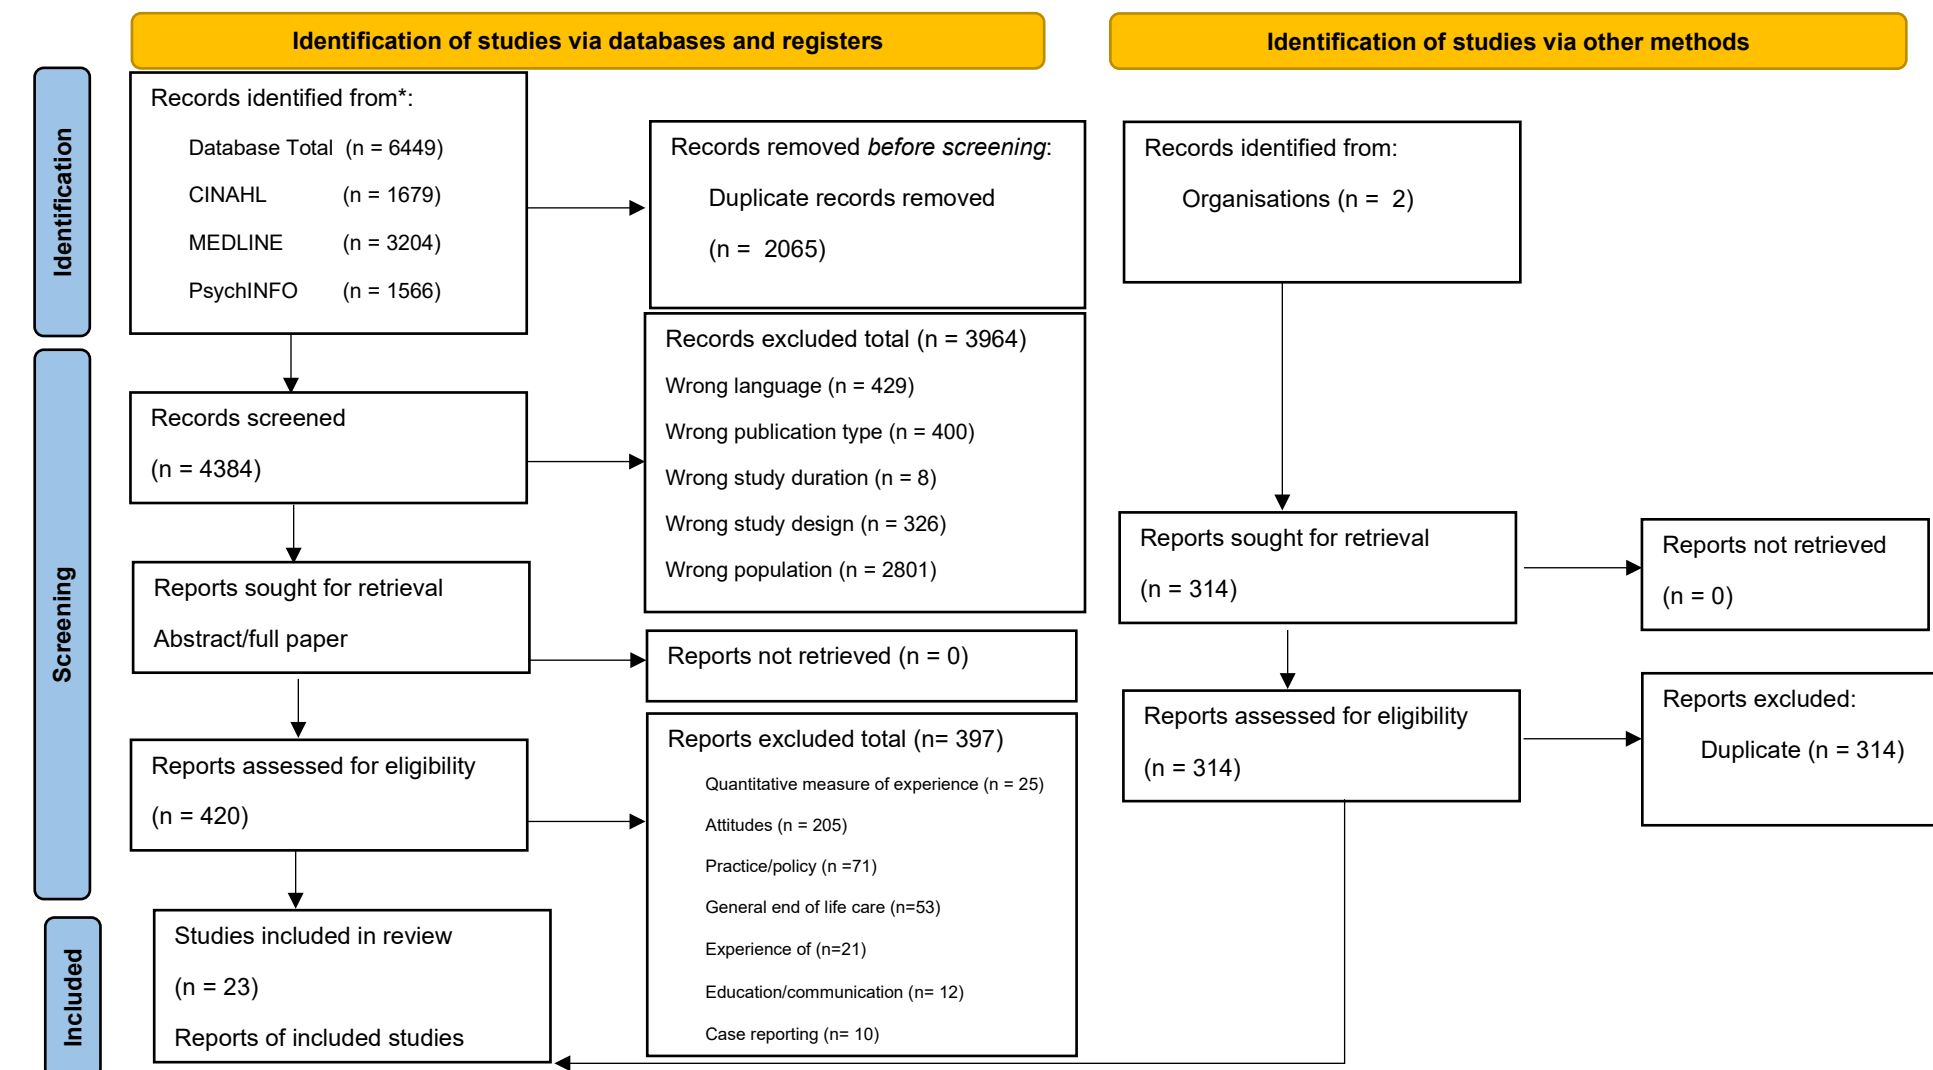 Identification of studies via databases and registers
Identification of studies via other methods
Identification
Records identified from*:
Database Total (n = 6449)
CINAHL (n = 1679)
MEDLINE (n = 3204)
PsychINFO (n = 1566)
Records removed before screening:
Duplicate records removed
(n = 2065)
Records identified from:
Organisations (n = 2)
Screening
Records screened
(n = 4384)
Records excluded total (n = 3964)
Wrong language (n = 429)
Wrong publication type (n = 400)
Wrong study duration (n = 8)
Wrong study design (n = 326)
Wrong population (n = 2801)
Reports sought for retrieval
Abstract/full paper
Reports not retrieved (n = 0)
Reports sought for retrieval
(n = 314)
Reports not retrieved
(n = 0)
Reports assessed for eligibility
(n = 420)
Reports excluded total (n= 397)
Quantitative measure of experience (n = 25)
Attitudes (n = 205)
Practice/policy (n =71)
General end of life care (n=53)
Experience of (n=21)
Education/communication (n= 12)
Case reporting (n= 10)
Reports assessed for eligibility
(n = 314)
Reports excluded:
Duplicate (n = 314)
Included
Studies included in review
(n = 23)
Reports of included studies